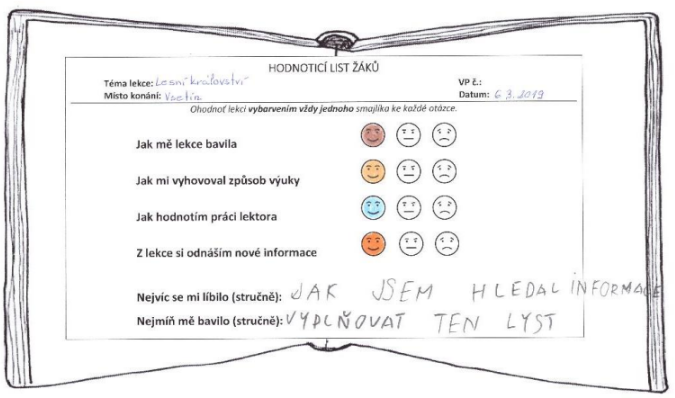 HODNOTICÍ LIST ŽÁKŮ
Téma lekce: Lesní království VP č.:
Místo konání: Vsetín Datum: 6.3.2019
Ohodnoť lekci vybarvením vždy jednoho smajlíka ke každé otázce.
Jak mě lekce bavila
Jak mi vyhovoval způsob výuky
Jak hodnotím práci lektora
Z lekce si odnáším nové informace
Nejvíc se mi líbilo (stručně): JAK JSEM HLEDAL INFORMACE
Nejmíň mě bavilo (stručně): VYPLŇOVAT TEN LYST